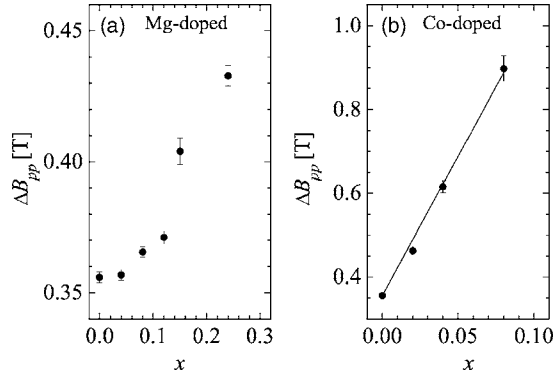 (a) Mg-doped
0.45
0.40
0.35
ΔB_pp [T]
0.0 0.1 0.2 0.3
x
(b) Co-doped
1.0
0.8
0.6
0.4
ΔB_pp [T]
0.00 0.05 0.10
x